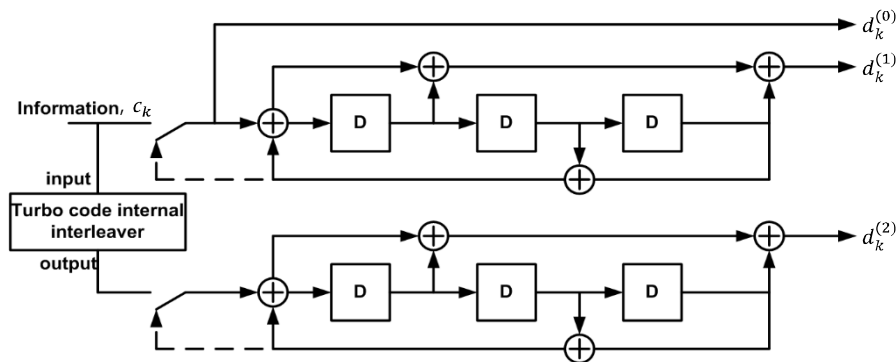 d_k^{(0)}
d_k^{(1)}
Information, c_k
D
D
D
input
Turbo code internal
interleaver
output
d_k^{(2)}
D
D
D